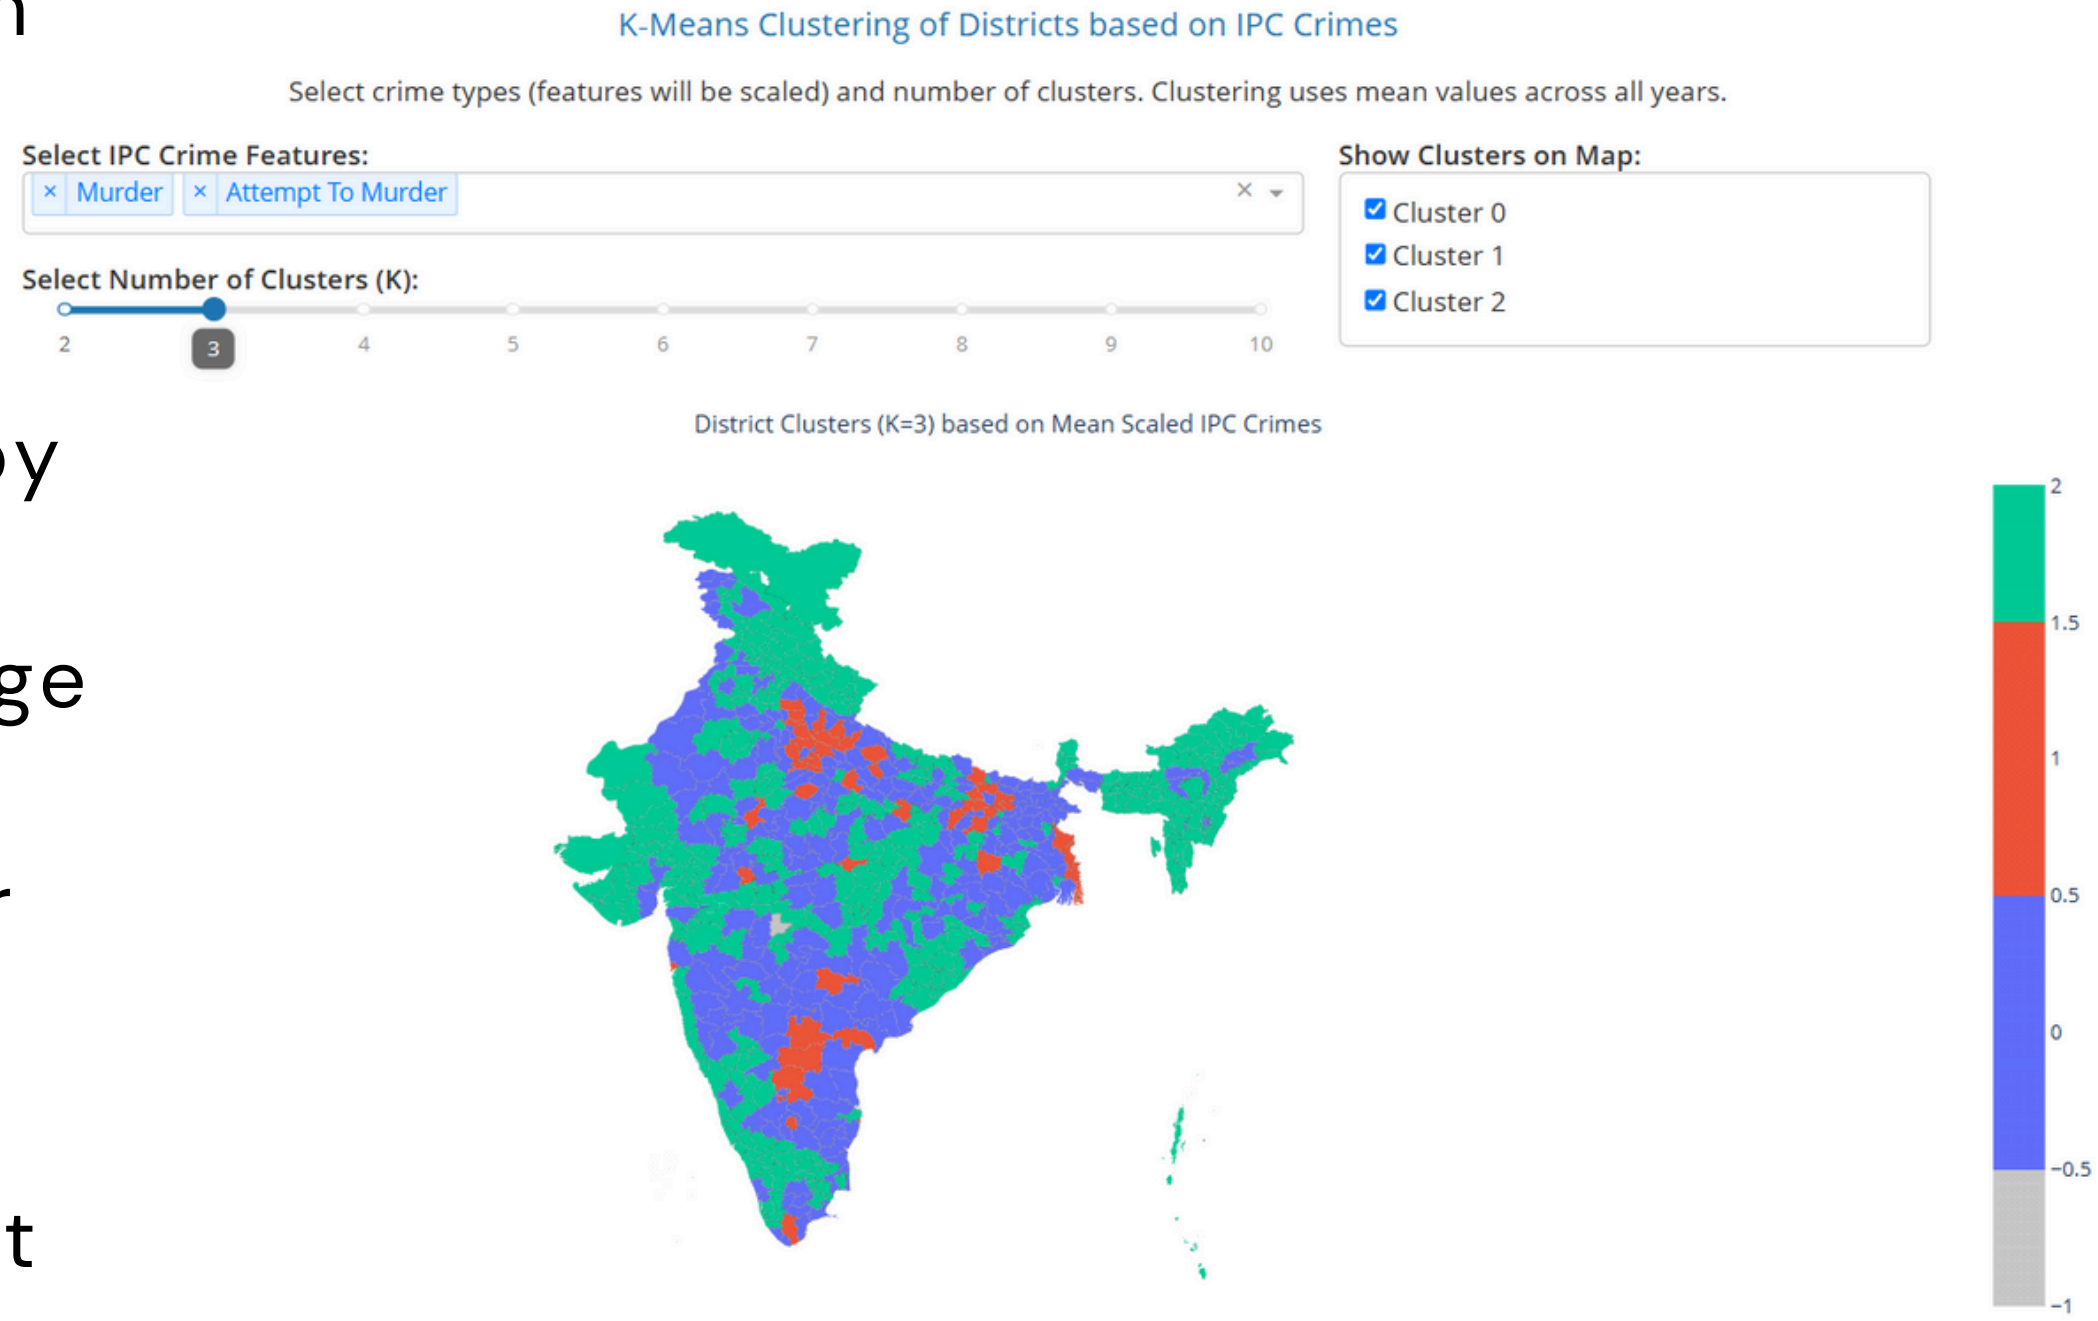 n
K-Means Clustering of Districts based on IPC Crimes
Select crime types (features will be scaled) and number of clusters. Clustering uses mean values across all years.
Select IPC Crime Features:
× Murder × Attempt To Murder × 
Select Number of Clusters (K):
2 3 4 5 6 7 8 9 10
Show Clusters on Map:
Cluster 0
Cluster 1
Cluster 2
District Clusters (K=3) based on Mean Scaled IPC Crimes
by
ge
r
t
2
1.5
1
0.5
0
−0.5
−1